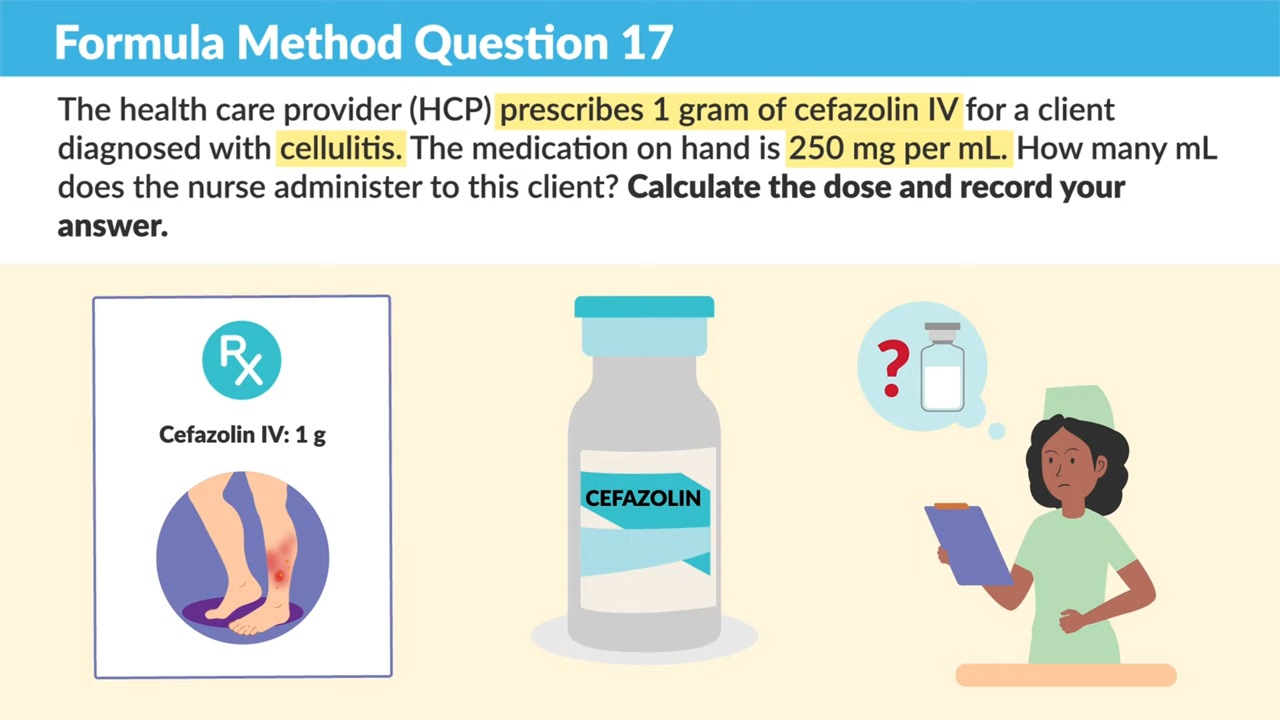 Formula Method Question 17
The health care provider (HCP) prescribes 1 gram of cefazolin IV for a client
diagnosed with cellulitis. The medication on hand is 250 mg per mL. How many mL
does the nurse administer to this client? Calculate the dose and record your
answer.
Rx
Cefazolin IV: 1 g
CEFAZOLIN
?